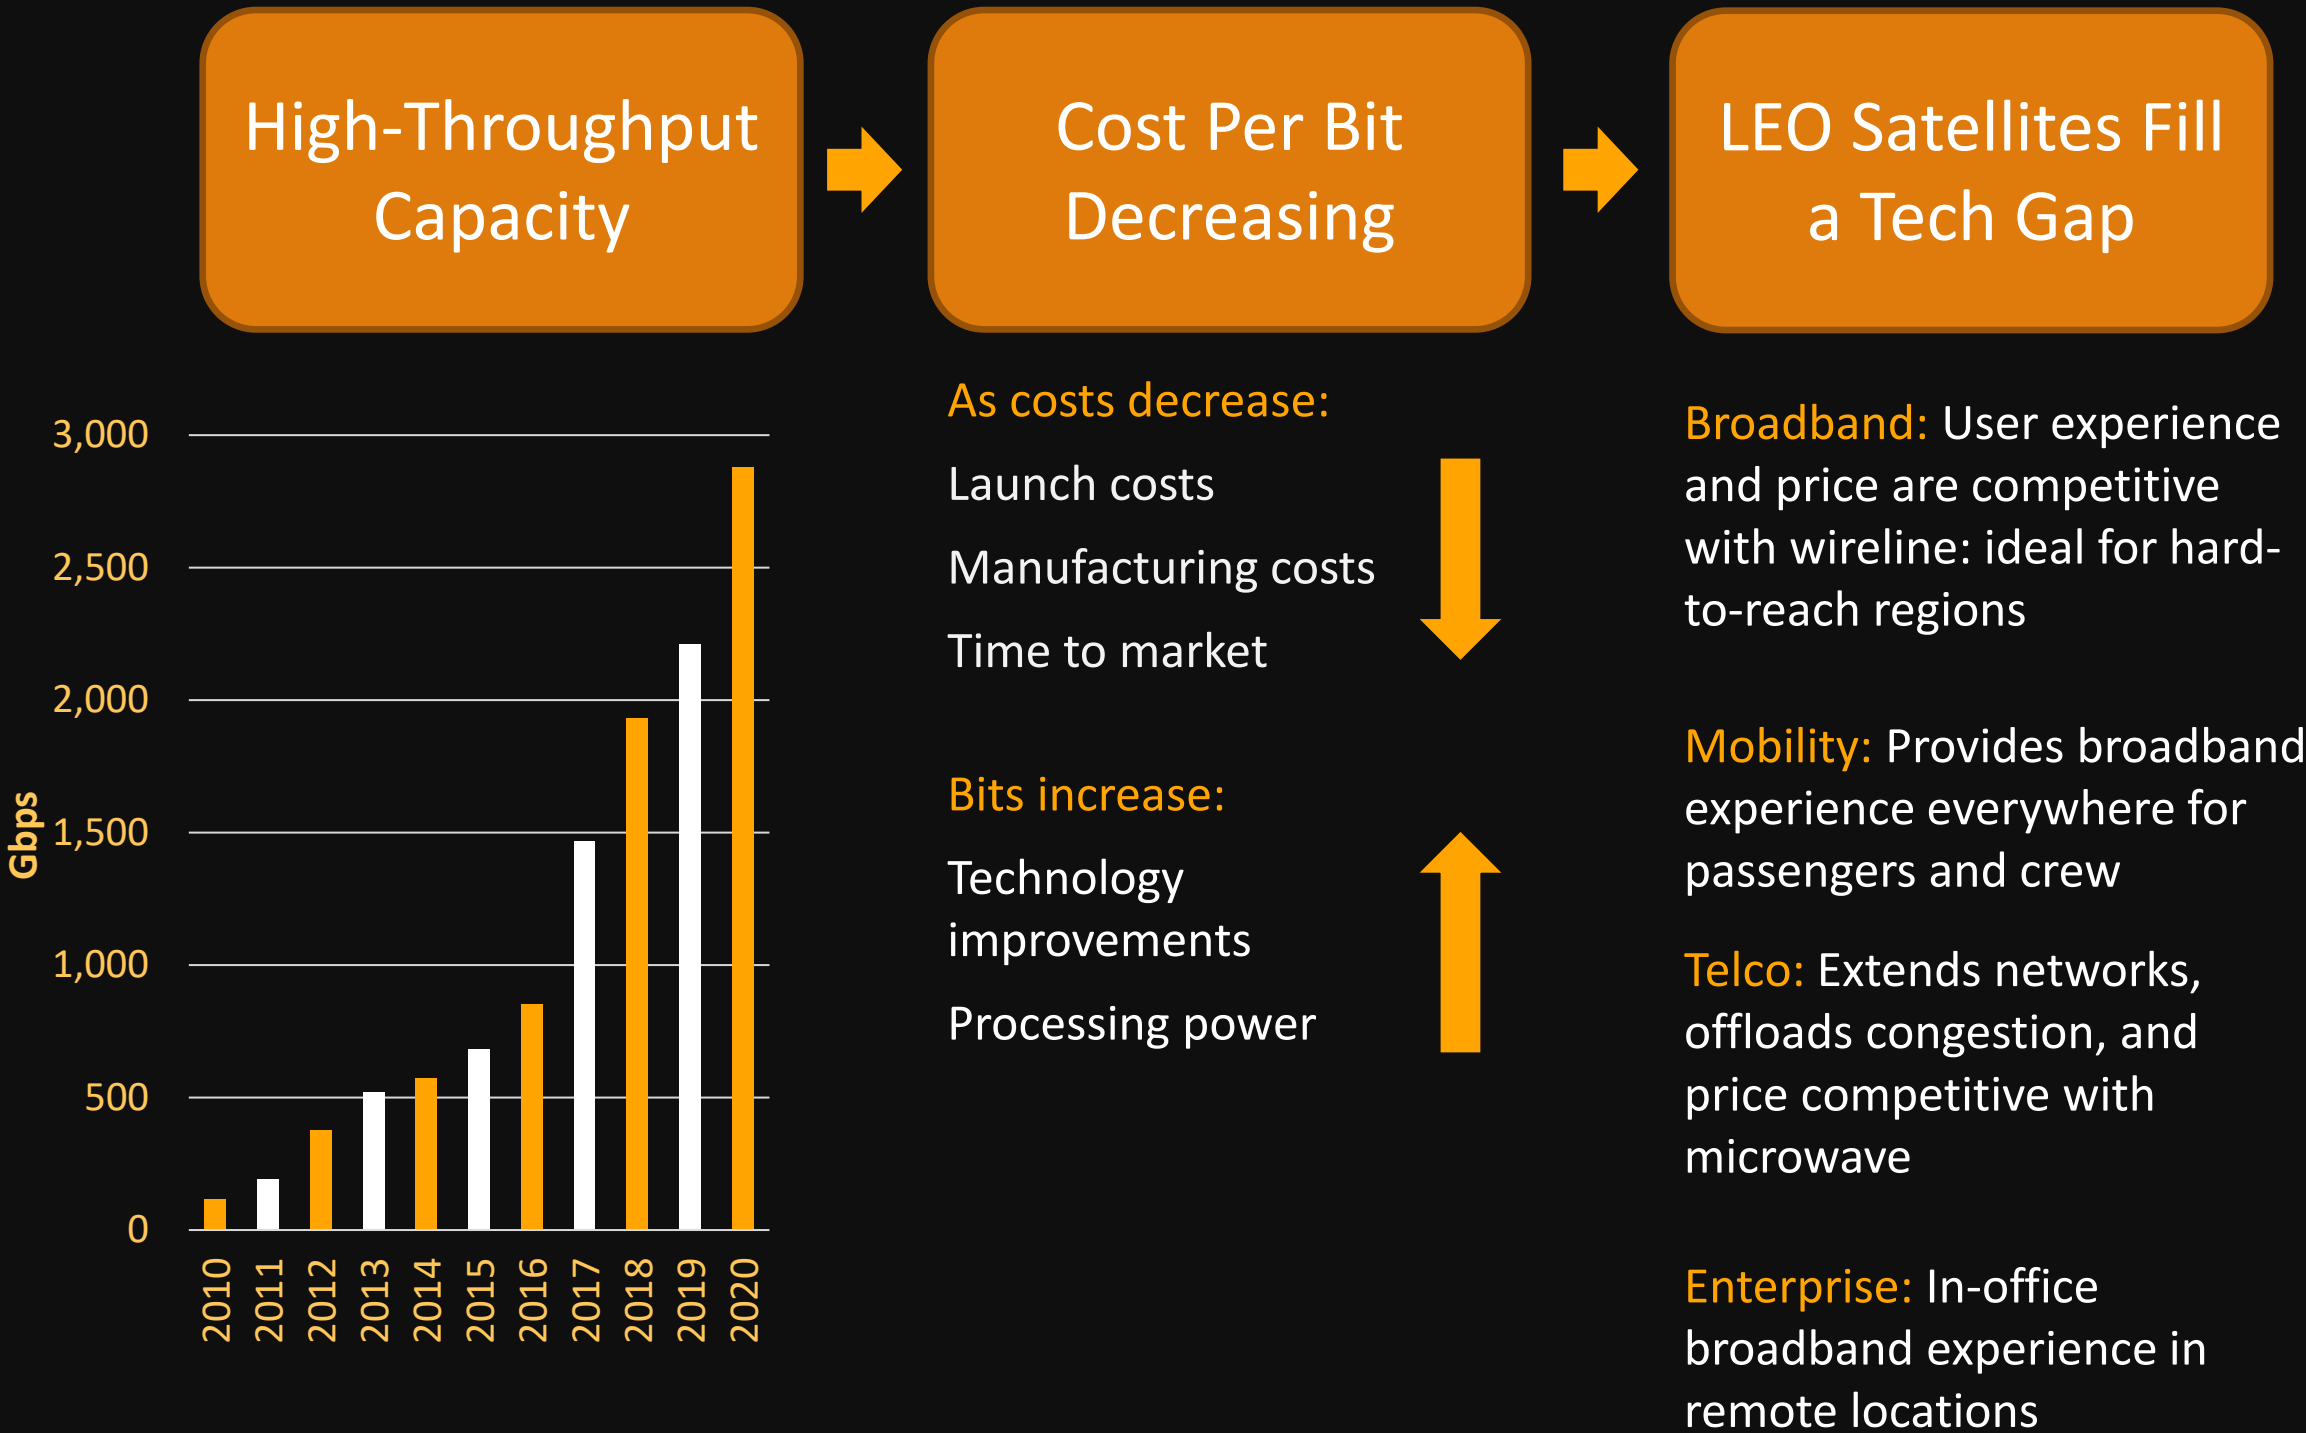 High-Throughput
Capacity
Cost Per Bit
Decreasing
LEO Satellites Fill
a Tech Gap
3,000
2,500
2,000
1,500
1,000
500
0
Gbps
2010
2011
2012
2013
2014
2015
2016
2017
2018
2019
2020
As costs decrease:
Launch costs
Manufacturing costs
Time to market
Bits increase:
Technology
improvements
Processing power
Broadband: User experience
and price are competitive
with wireline: ideal for hard-
to-reach regions
Mobility: Provides broadband
experience everywhere for
passengers and crew
Telco: Extends networks,
offloads congestion, and
price competitive with
microwave
Enterprise: In-office
broadband experience in
remote locations